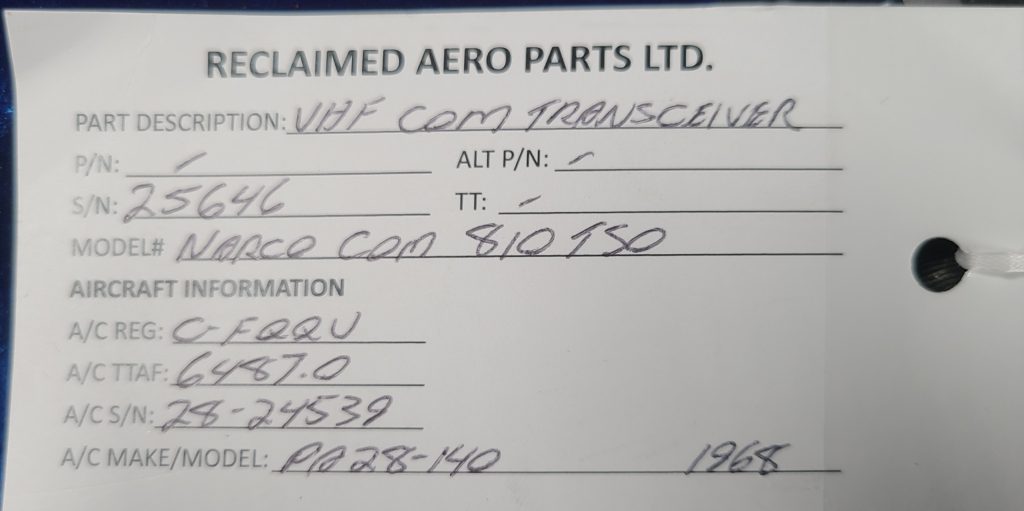 RECLAIMED AERO PARTS LTD.
PART DESCRIPTION: VHF COM TRANSCEIVER
P/N: - ALT P/N: -
S/N: 25646 TT: -
MODEL# NARCO COM 810 TSO
AIRCRAFT INFORMATION
A/C REG: C-FQQU
A/C TTAF: 6487.0
A/C S/N: 28-24539
A/C MAKE/MODEL: PA28-140 1968